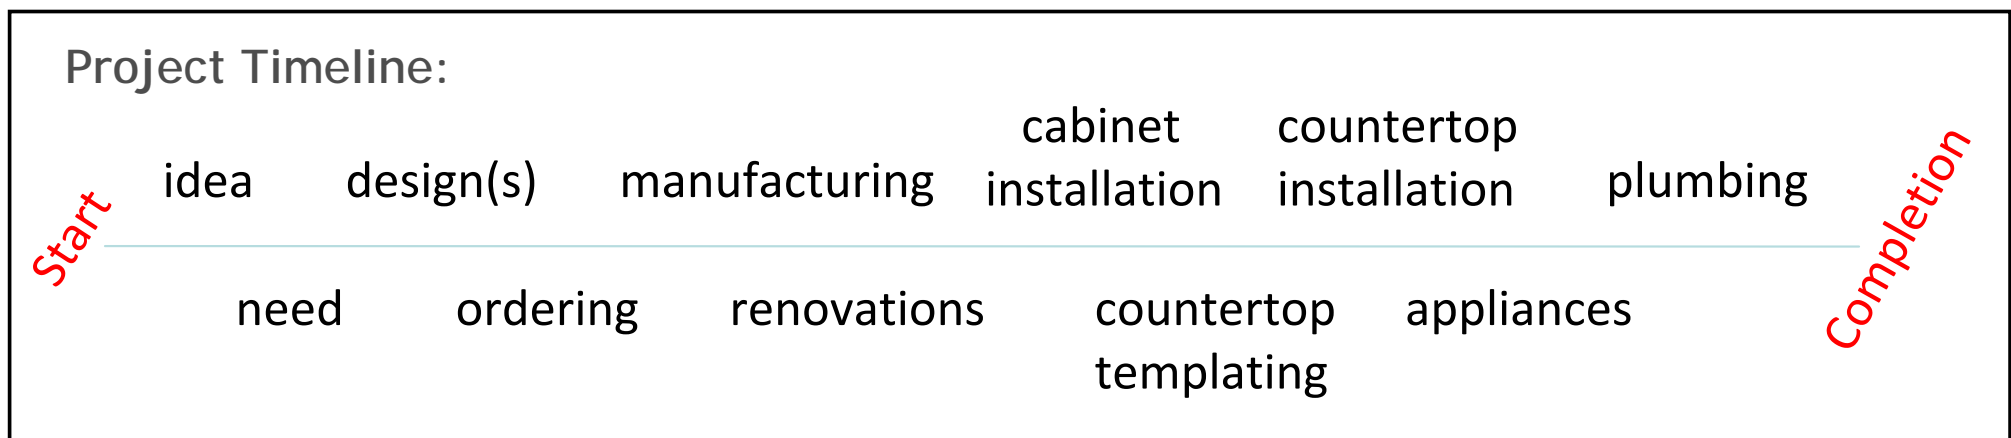 Project Timeline:
cabinet countertop
idea design(s) manufacturing installation installation plumbing
Start
Completion
need ordering renovations countertop appliances
templating